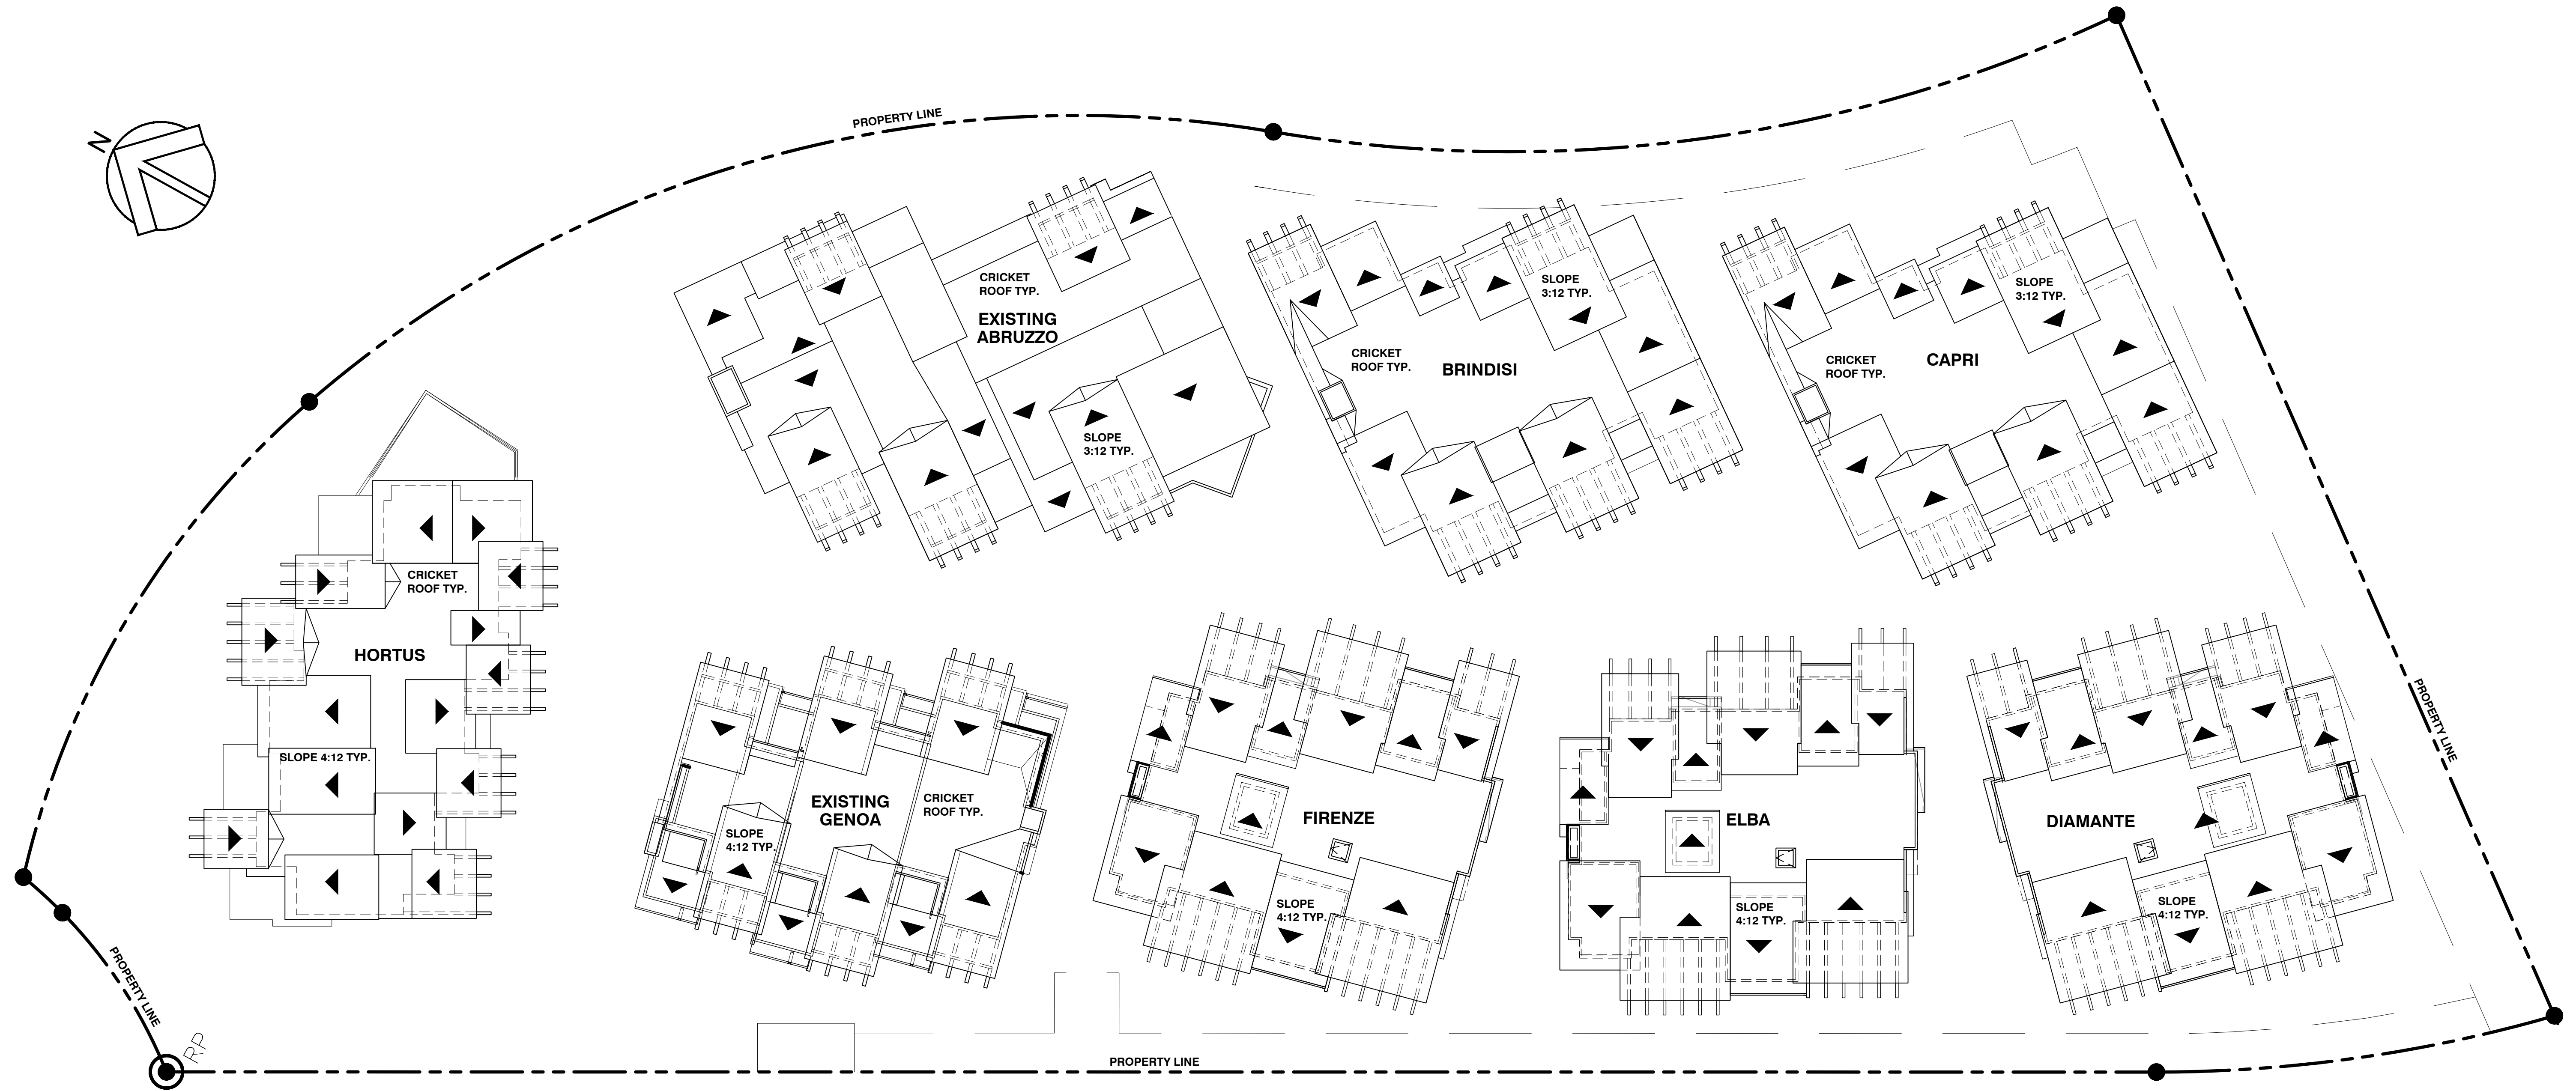 N
PROPERTY LINE
CRICKET
ROOF TYP.
EXISTING
ABRUZZO
SLOPE
3:12 TYP.
SLOPE
3:12 TYP.
CRICKET
ROOF TYP.
BRINDISI
SLOPE
3:12 TYP.
CRICKET
ROOF TYP.
CAPRI
CRICKET
ROOF TYP.
HORTUS
SLOPE 4:12 TYP.
EXISTING
GENOA
CRICKET
ROOF TYP.
SLOPE
4:12 TYP.
FIRENZE
SLOPE
4:12 TYP.
ELBA
SLOPE
4:12 TYP.
DIAMANTE
SLOPE
4:12 TYP.
PROPERTY LINE
PROPERTY LINE
RP
PROPERTY LINE